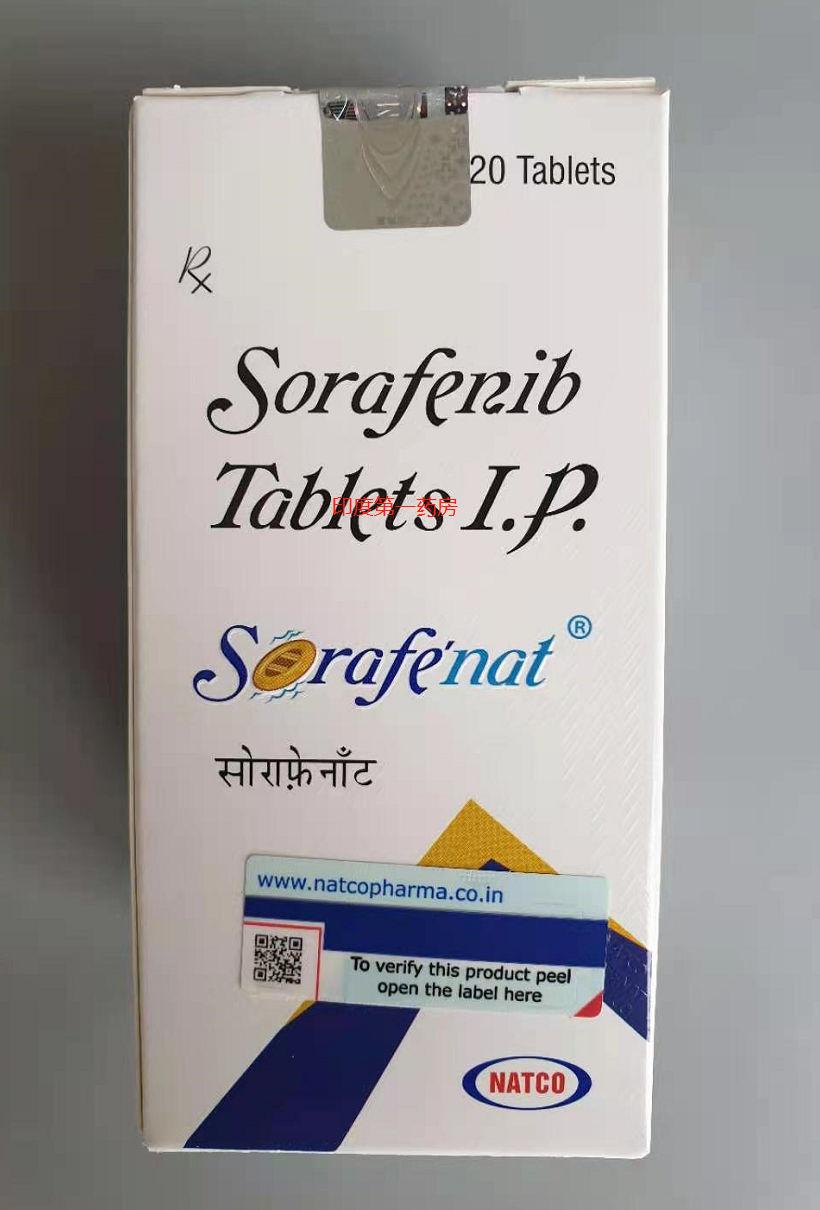 20 Tablets
Rx
Sorafenib
Tablets I.P.
印度第一药房
Sorafenat ®
सोराफ़ेनॉंट
www.natcopharma.co.in
To verify this product peel
open the label here
NATCO